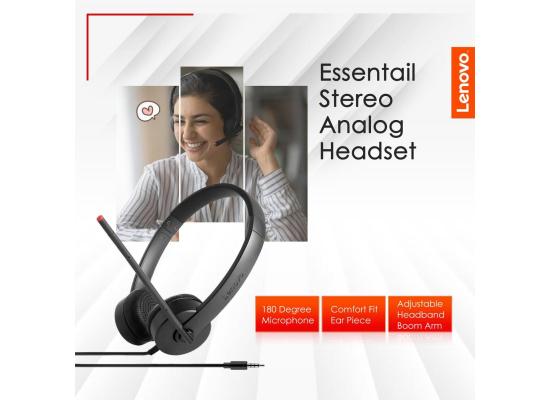 Essentail
Stereo
Analog
Headset
Lenovo
180 Degree
Microphone
Comfort Fit
Ear Piece
Adjustable
Headband
Boom Arm